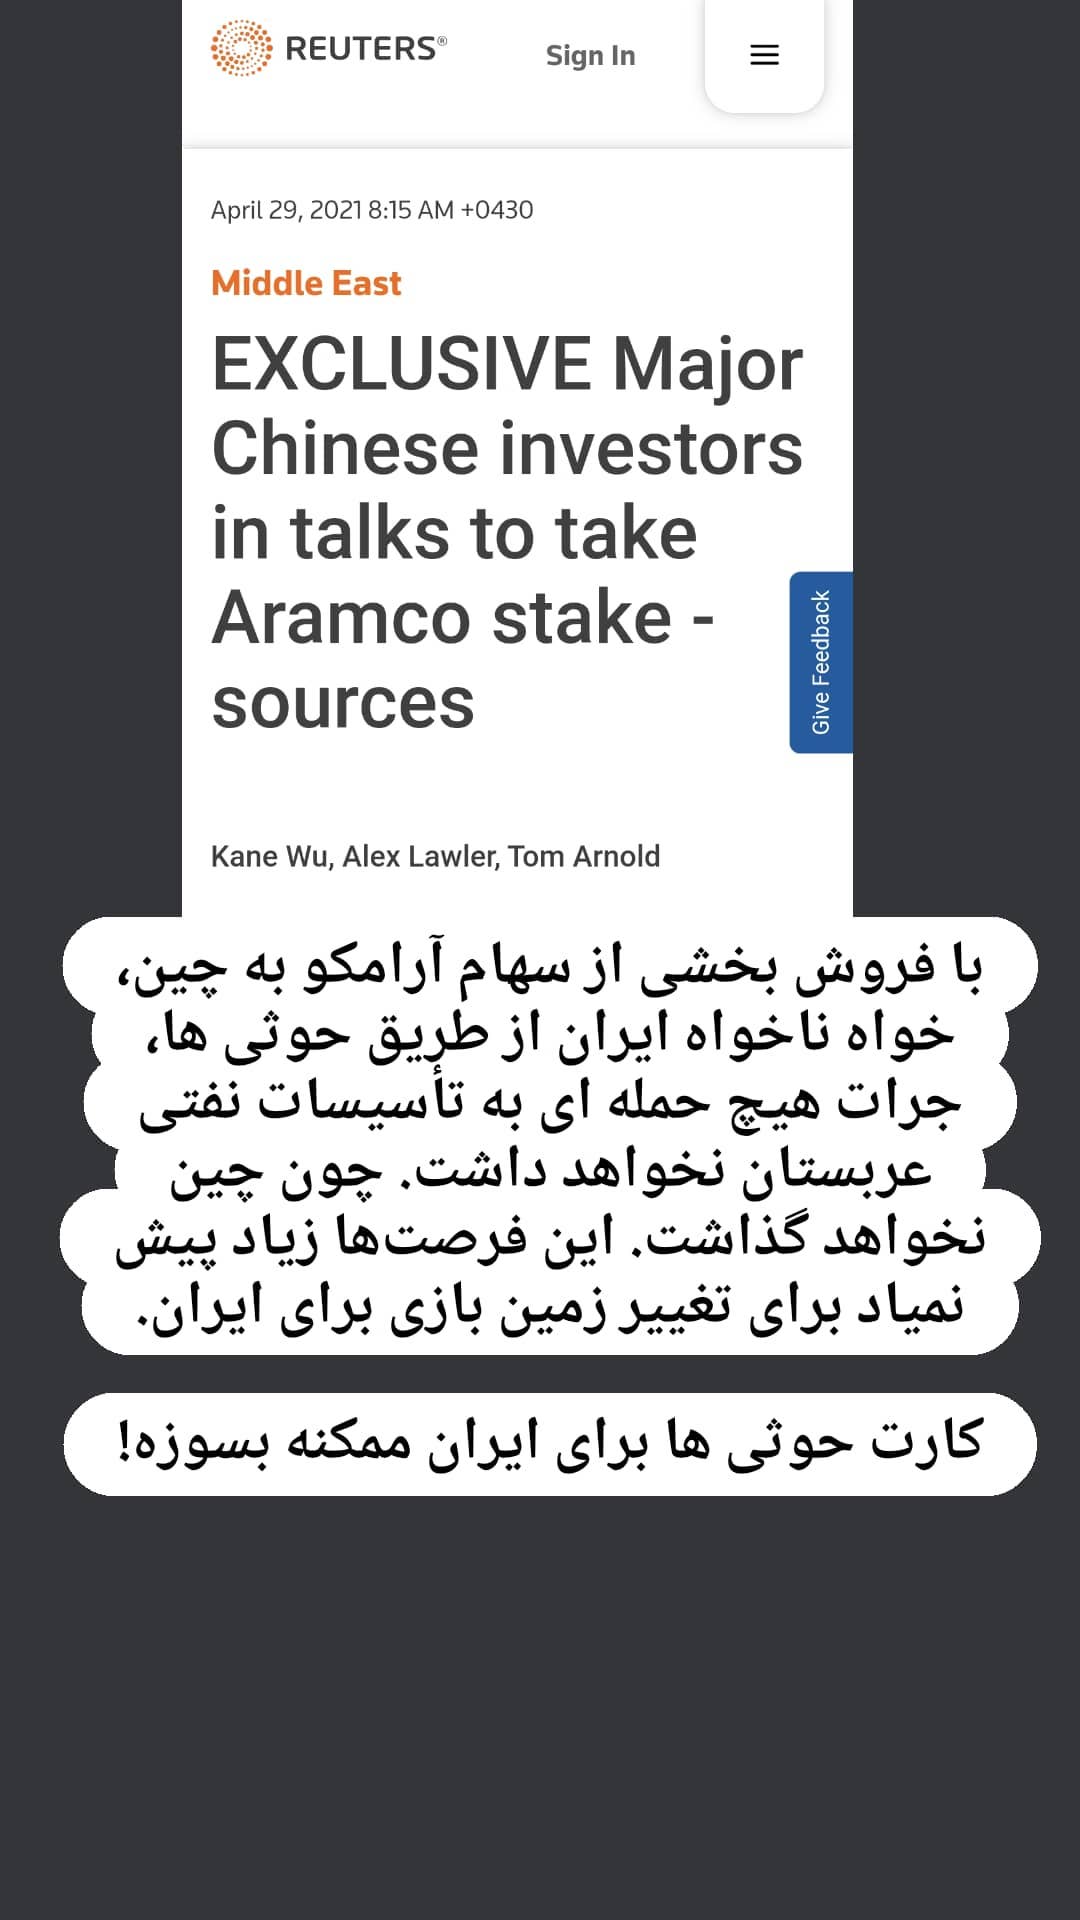 REUTERS®
Sign In
April 29, 2021 8:15 AM +0430
Middle East
EXCLUSIVE Major
Chinese investors
in talks to take
Aramco stake -
sources
Give Feedback
Kane Wu, Alex Lawler, Tom Arnold
با فروش بخشی از سهام آرامکو به چین،
خواه ناخواه ایران از طریق حوثی ها،
جرات هیچ حمله ای به تأسیسات نفتی
عربستان نخواهد داشت. چون چین
نخواهد گذاشت. این فرصت‌ها زیاد پیش
نمیاد برای تغییر زمین بازی برای ایران.
کارت حوثی ها برای ایران ممکنه بسوزه!